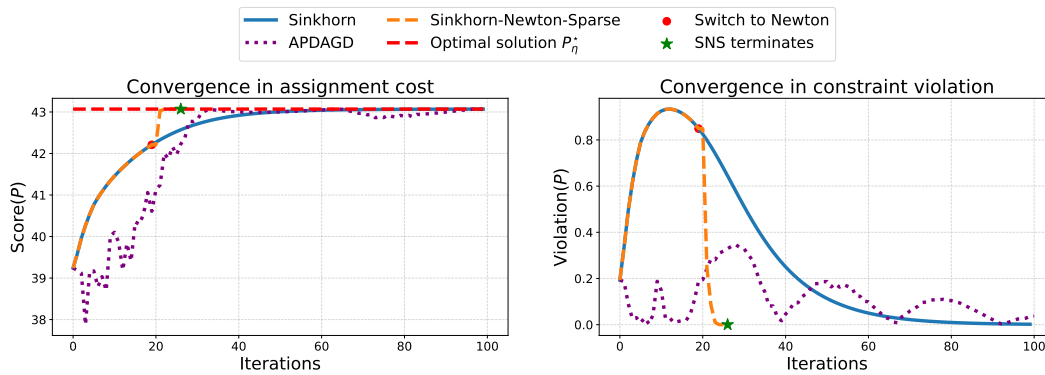 Sinkhorn
APDAGD
Sinkhorn-Newton-Sparse
Optimal solution $P^\star_\eta$
Switch to Newton
SNS terminates
Convergence in assignment cost
Score(P)
43
42
41
40
39
38
0 20 40 60 80 100
Iterations
Convergence in constraint violation
Violation(P)
0.8
0.6
0.4
0.2
0.0
0 20 40 60 80 100
Iterations